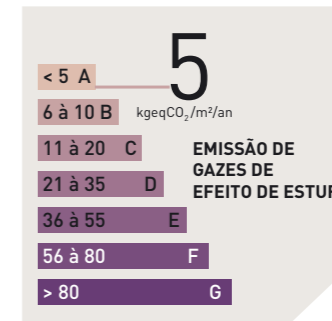 5
< 5 A
6 à 10 B
kgeqCO₂/m²/an
11 à 20 C
EMISSÃO DE
GAZES DE
21 à 35 D
EFEITO DE ESTUF
36 à 55 E
56 à 80 F
> 80 G